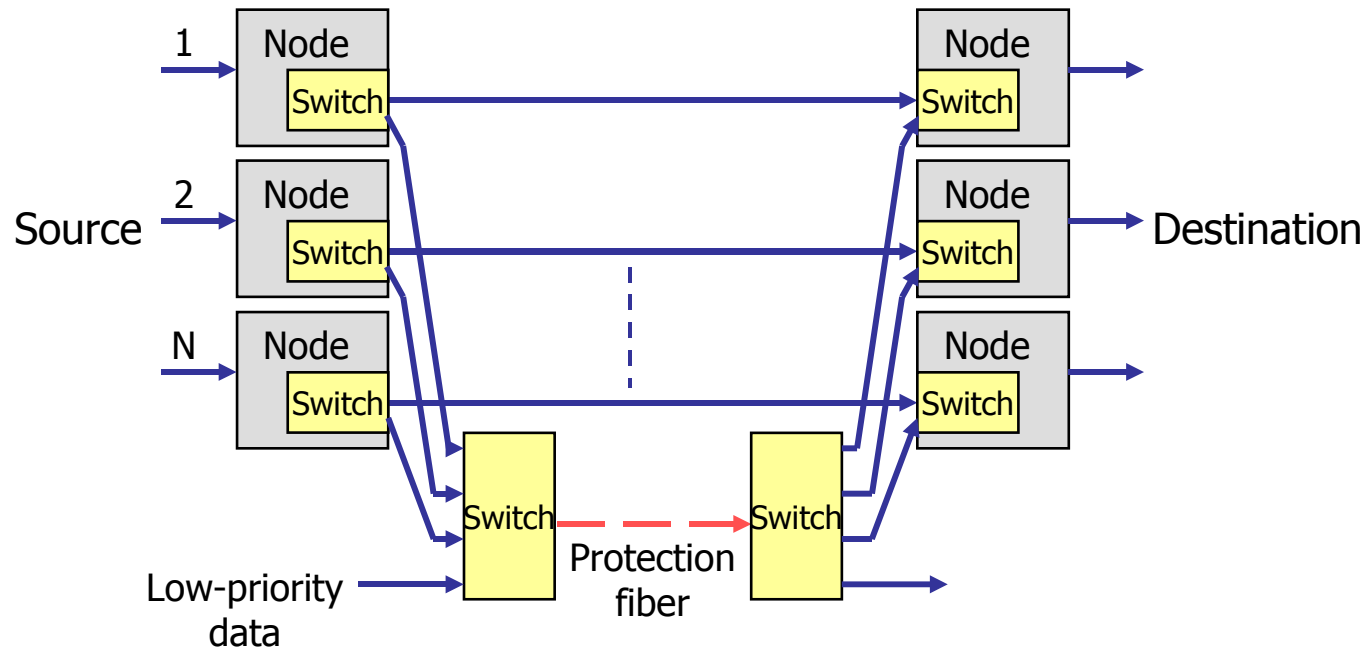 1
Node
Switch
Node
Switch
2
Node
Switch
Node
Switch
Source
Destination
N
Node
Switch
Node
Switch
Switch
Switch
Protection
fiber
Low-priority
data